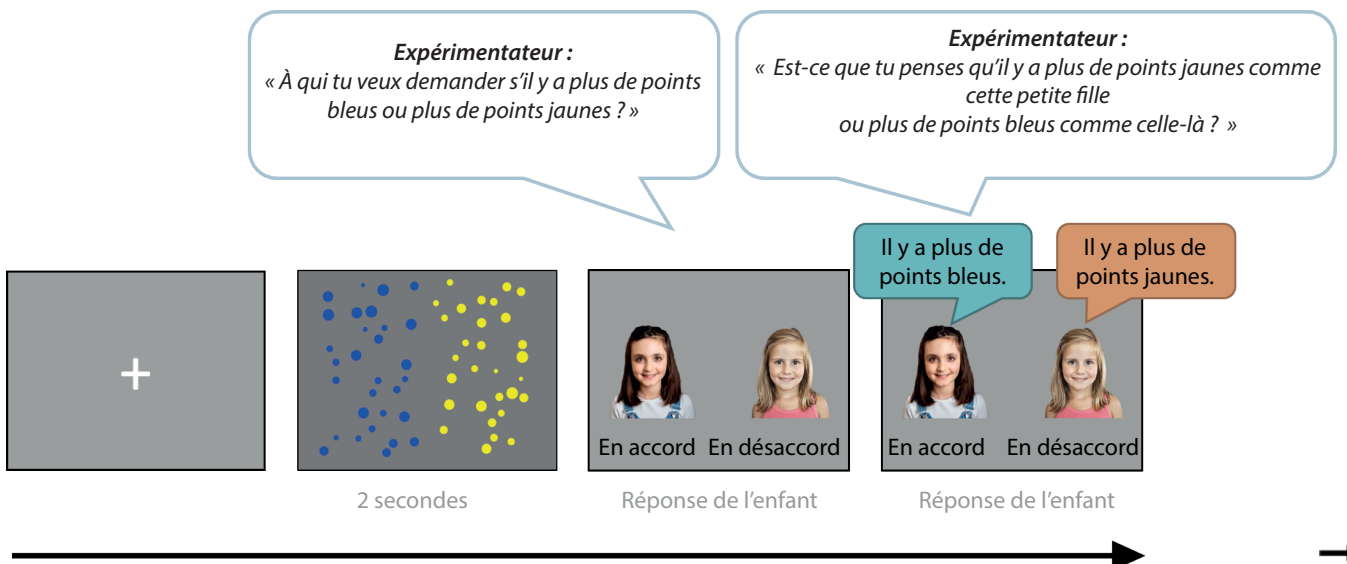 Expérimentateur :
« À qui tu veux demander s'il y a plus de points
bleus ou plus de points jaunes ? »
Expérimentateur :
« Est-ce que tu penses qu'il y a plus de points jaunes comme
cette petite fille
ou plus de points bleus comme celle-là ? »
Il y a plus de
points bleus.
Il y a plus de
points jaunes.
En accord En désaccord
En accord En désaccord
2 secondes
Réponse de l'enfant
Réponse de l'enfant